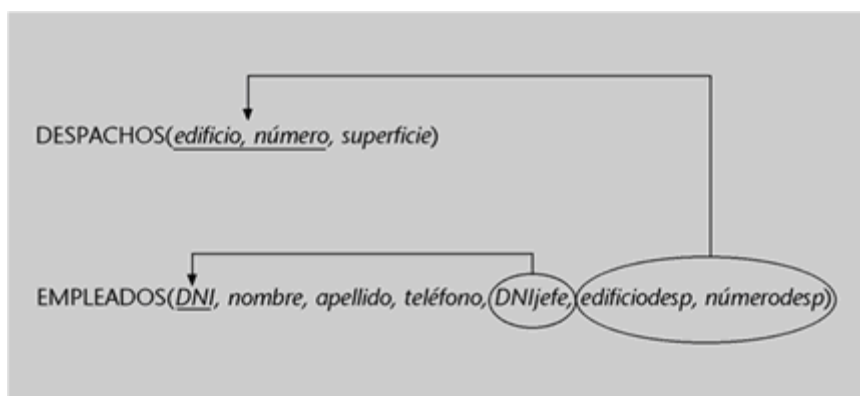 DESPACHOS(edificio, número, superficie)
EMPLEADOS(DNI, nombre, apellido, teléfono, DNIjefe, edificiodesp, númerodesp)